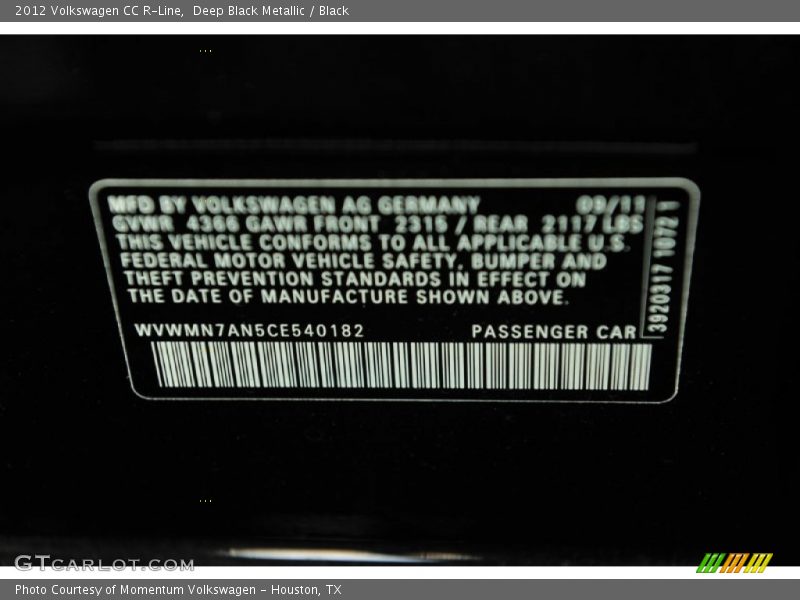 2012 Volkswagen CC R-Line, Deep Black Metallic / Black
MFD BY VOLKSWAGEN AG GERMANY 09/11
GVWR 4366 GAWR FRONT 2315 / REAR 2117 LBS
THIS VEHICLE CONFORMS TO ALL APPLICABLE U.S.
FEDERAL MOTOR VEHICLE SAFETY, BUMPER AND
THEFT PREVENTION STANDARDS IN EFFECT ON
THE DATE OF MANUFACTURE SHOWN ABOVE.
WVWMN7AN5CE540182 PASSENGER CAR
3920317 1072 1
GTCARLOT.COM
Photo Courtesy of Momentum Volkswagen - Houston, TX